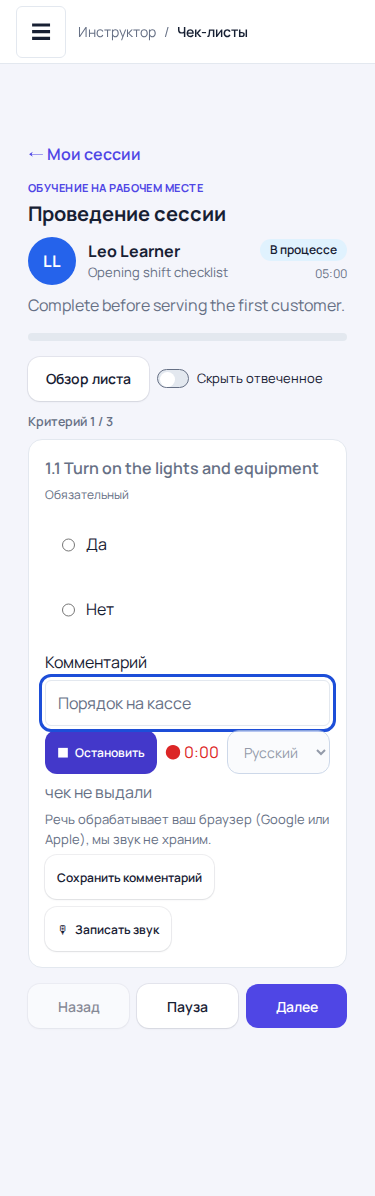 Инструктор / Чек-листы
← Мои сессии
ОБУЧЕНИЕ НА РАБОЧЕМ МЕСТЕ
Проведение сессии
LL
Leo Learner
В процессе
Opening shift checklist
05:00
Complete before serving the first customer.
Обзор листа
Скрыть отвеченное
Критерий 1 / 3
1.1 Turn on the lights and equipment
Обязательный
Да
Нет
Комментарий
Порядок на кассе
Остановить
0:00
Русский
чек не выдали
Речь обрабатывает ваш браузер (Google или
Apple), мы звук не храним.
Сохранить комментарий
Записать звук
Назад
Пауза
Далее